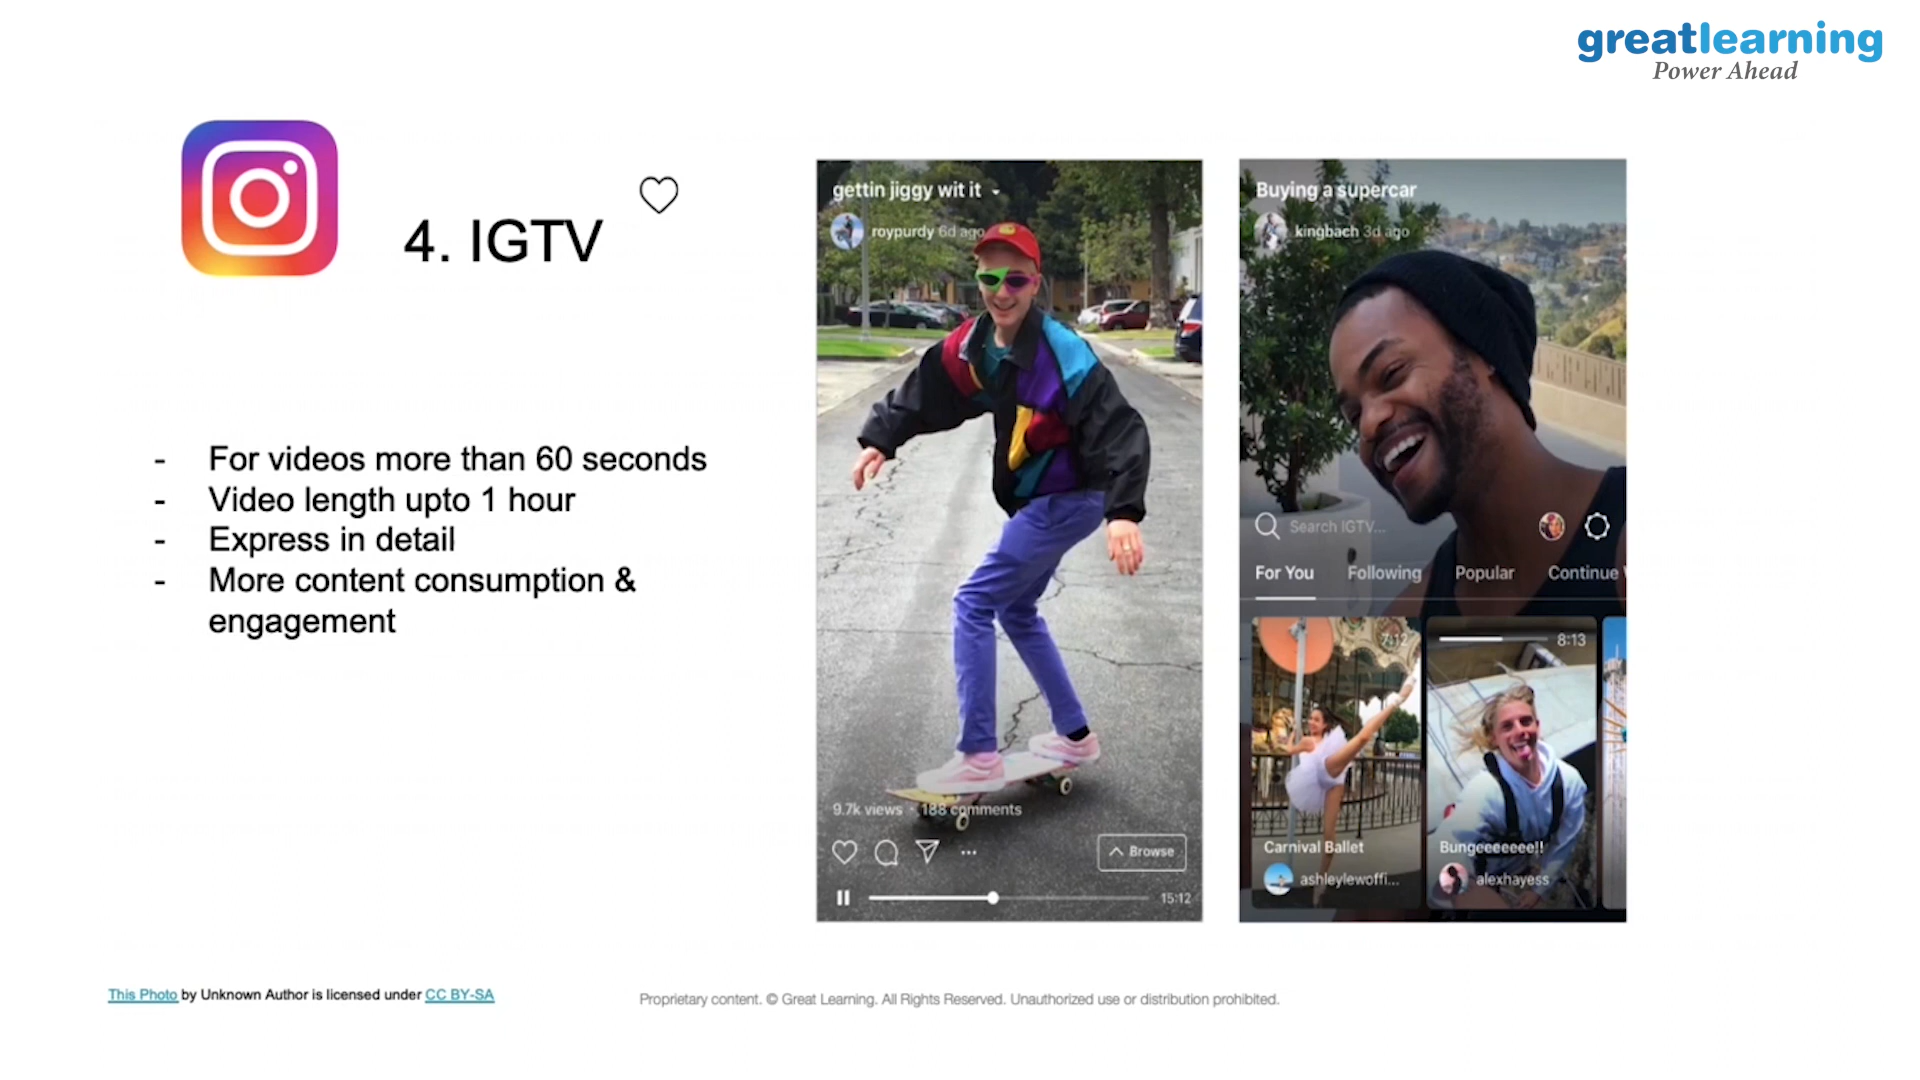 greatlearning
Power Ahead
4. IGTV
- For videos more than 60 seconds
- Video length upto 1 hour
- Express in detail
- More content consumption &
engagement
gettin jiggy wit it
roypurdy 6d ago
9.7k views · 188 comments
Browse
15:12
Buying a supercar
kingbach 3d ago
Search IGTV...
For You Following Popular Continue
7:12
8:13
Carnival Ballet
ashleylewoffi...
Bungeeeeeee!!
alexhayess
This Photo by Unknown Author is licensed under CC BY-SA
Proprietary content. © Great Learning. All Rights Reserved. Unauthorized use or distribution prohibited.